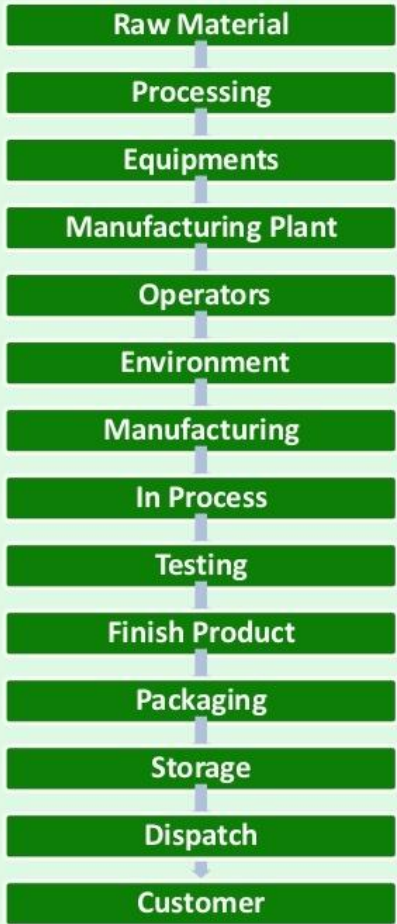 Raw Material
Processing
Equipments
Manufacturing Plant
Operators
Environment
Manufacturing
In Process
Testing
Finish Product
Packaging
Storage
Dispatch
Customer